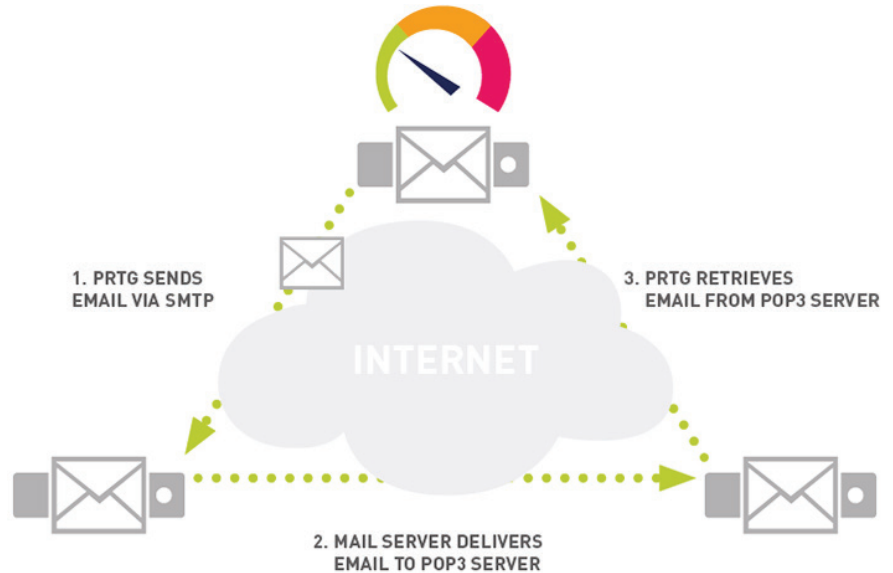 1. PRTG SENDS
EMAIL VIA SMTP
3. PRTG RETRIEVES
EMAIL FROM POP3 SERVER
INTERNET
2. MAIL SERVER DELIVERS
EMAIL TO POP3 SERVER